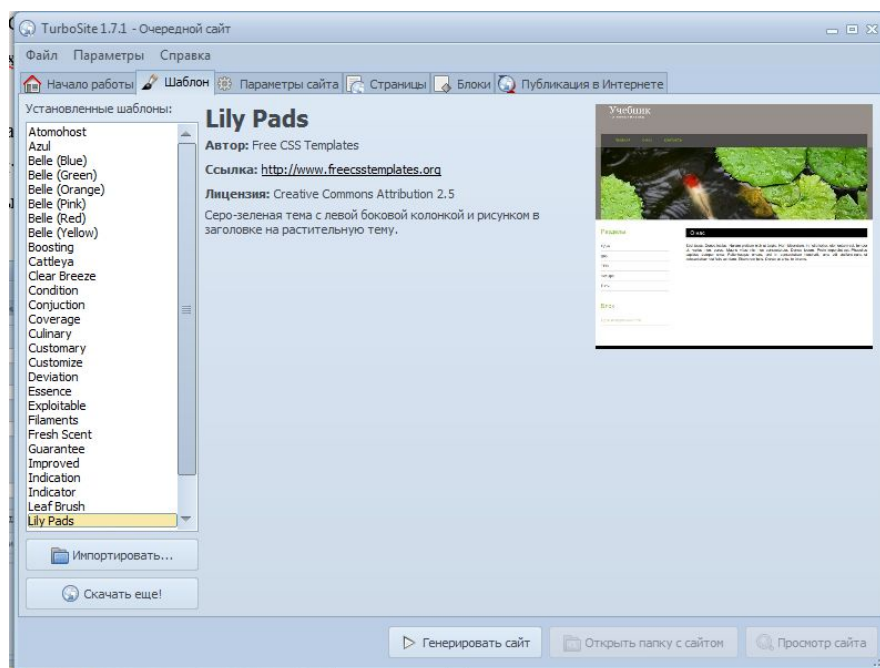 TurboSite 1.7.1 - Очередной сайт
Файл Параметры Справка
Начало работы Шаблон Параметры сайта Страницы Блоки Публикация в Интернете
Установленные шаблоны:
Atomohost
Azul
Belle (Blue)
Belle (Green)
Belle (Orange)
Belle (Pink)
Belle (Red)
Belle (Yellow)
Boosting
Cattleya
Clear Breeze
Condition
Conjuction
Coverage
Culinary
Customary
Customize
Deviation
Essence
Exploitable
Filaments
Fresh Scent
Guarantee
Improved
Indication
Indicator
Leaf Brush
Lily Pads
Импортировать...
Скачать еще!
Lily Pads
Автор: Free CSS Templates
Ссылка: http://www.freecsstemplates.org
Лицензия: Creative Commons Attribution 2.5
Серо-зеленая тема с левой боковой колонкой и рисунком в
заголовке на растительную тему.
Учебник
О нас
Генерировать сайт Открыть папку с сайтом Просмотр сайта